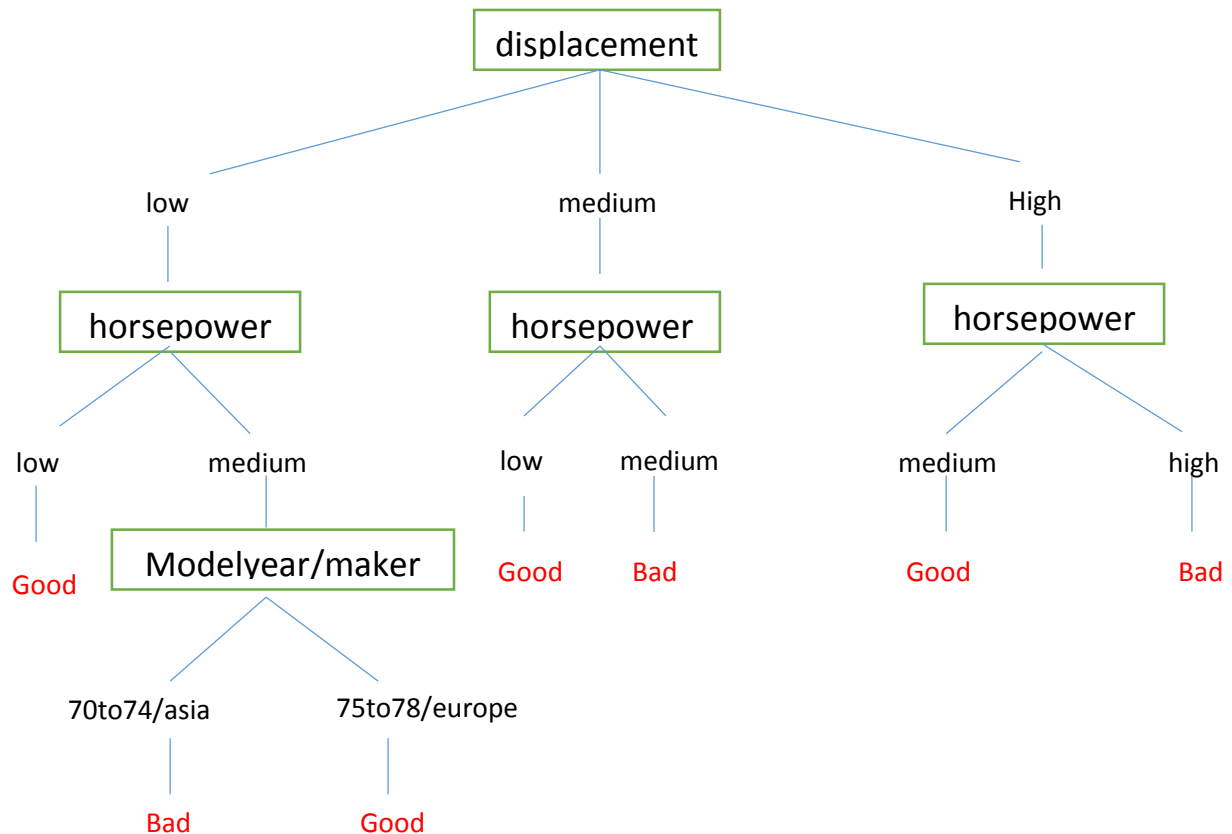 displacement
low
medium
High
horsepower
horsepower
horsepower
low
medium
low
medium
medium
high
Good
Modelyear/maker
Good
Bad
Good
Bad
70to74/asia
75to78/europe
Bad
Good